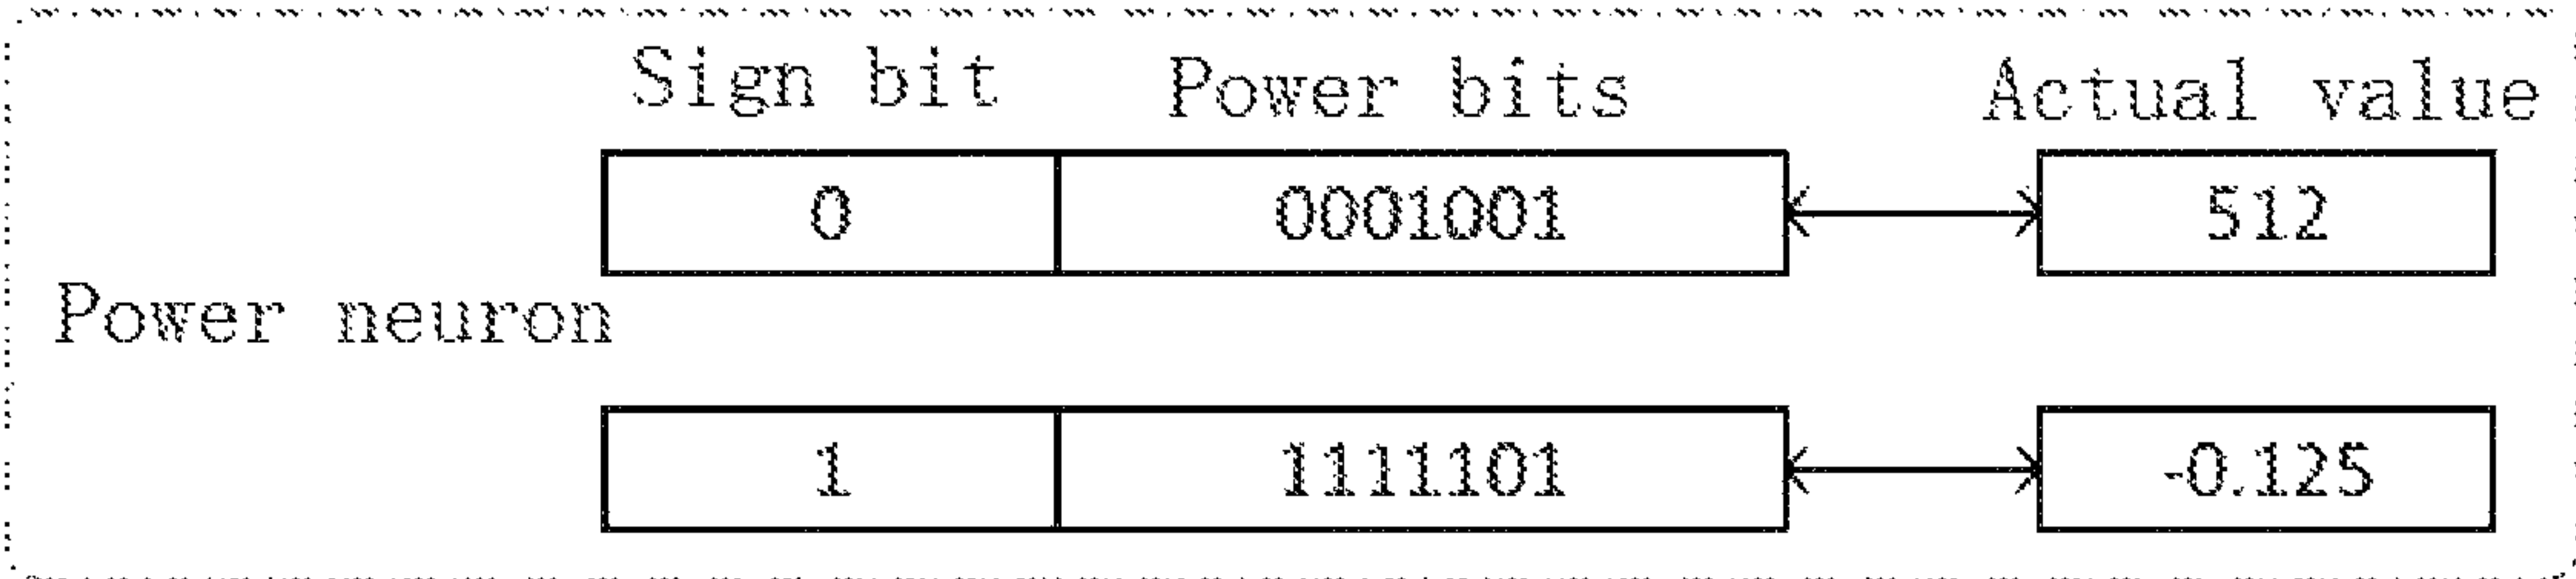 Sign bit Power bits Actual value
0 0001001 512
Power neuron
1 1111101 -0.125